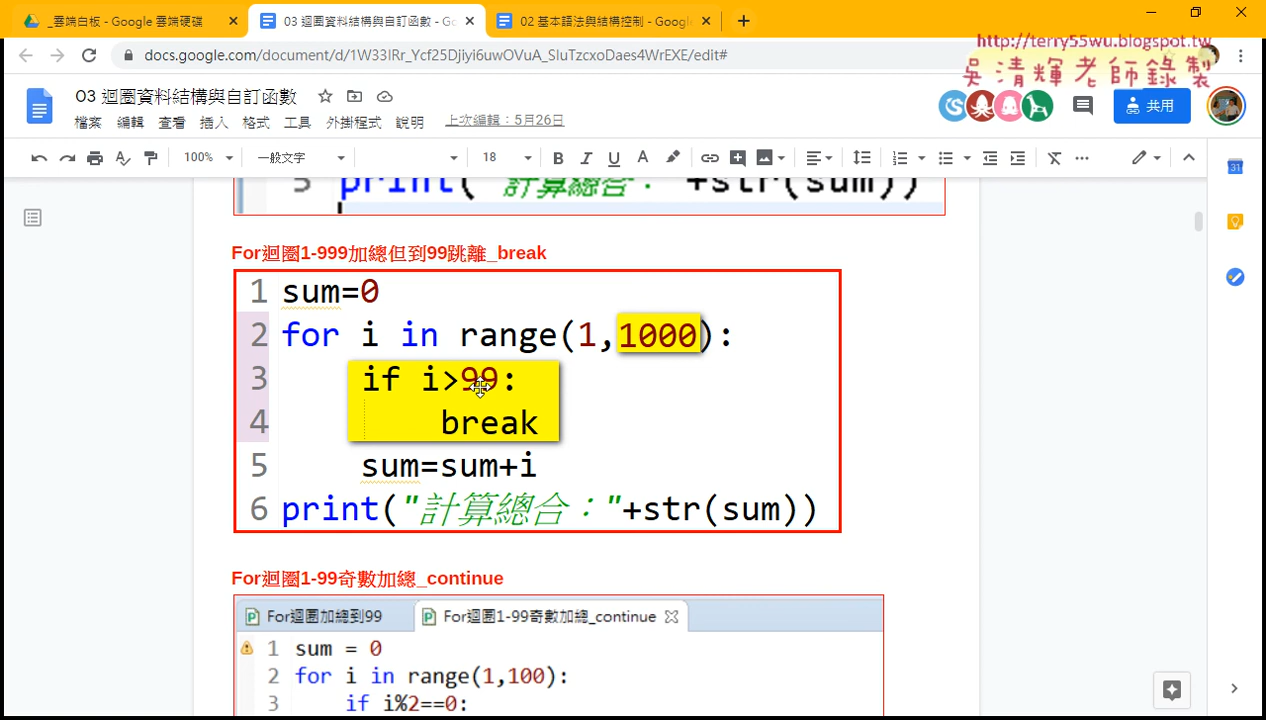 _雲端白板 - Google 雲端硬碟
03 迴圈資料結構與自訂函數 - Go
02 基本語法與結構控制 - Googl
docs.google.com/document/d/1W33IRr_Ycf25Djiyi6uwOVuA_SIuTzcxoDaes4WrEXE/edit#
http://terry55wu.blogspot.tw
吳清輝老師錄製
03 迴圈資料結構與自訂函數
檔案 編輯 查看 插入 格式 工具 外掛程式 說明 上次編輯：5月26日
共用
100% 一般文字 18 B I U A
31
5 print("計算總合："+str(sum))
For迴圈1-999加總但到99跳離_break
1 sum=0
2 for i in range(1,1000):
3 if i>99:
4 break
5 sum=sum+i
6 print("計算總合："+str(sum))
For迴圈1-99奇數加總_continue
For迴圈加總到99 For迴圈1-99奇數加總_continue
1 sum = 0
2 for i in range(1,100):
3 if i%2==0: